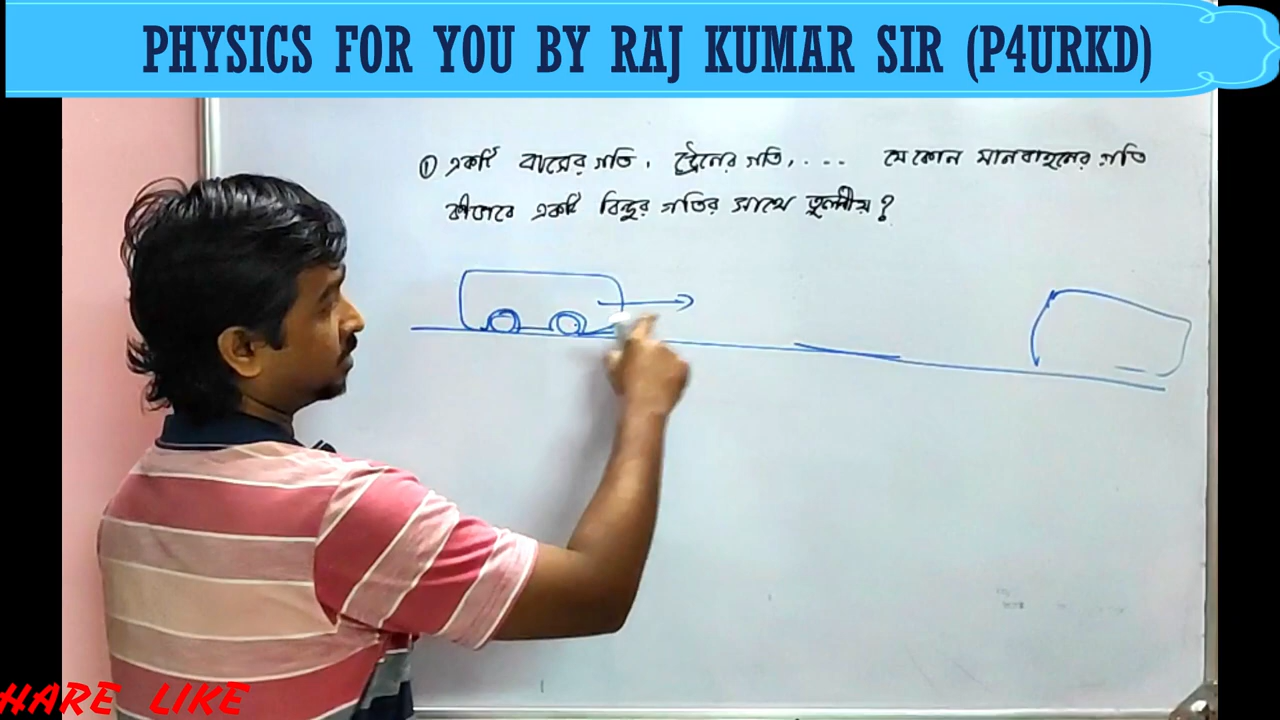 PHYSICS FOR YOU BY RAJ KUMAR SIR (P4URKD)
① একটি বাসের গতি, ট্রেনের গতি, .... যে কোন যানবাহনের গতি
কীভাবে একটি বিন্দুর গতির সাথে তুলনীয় ?
HARE LIKE